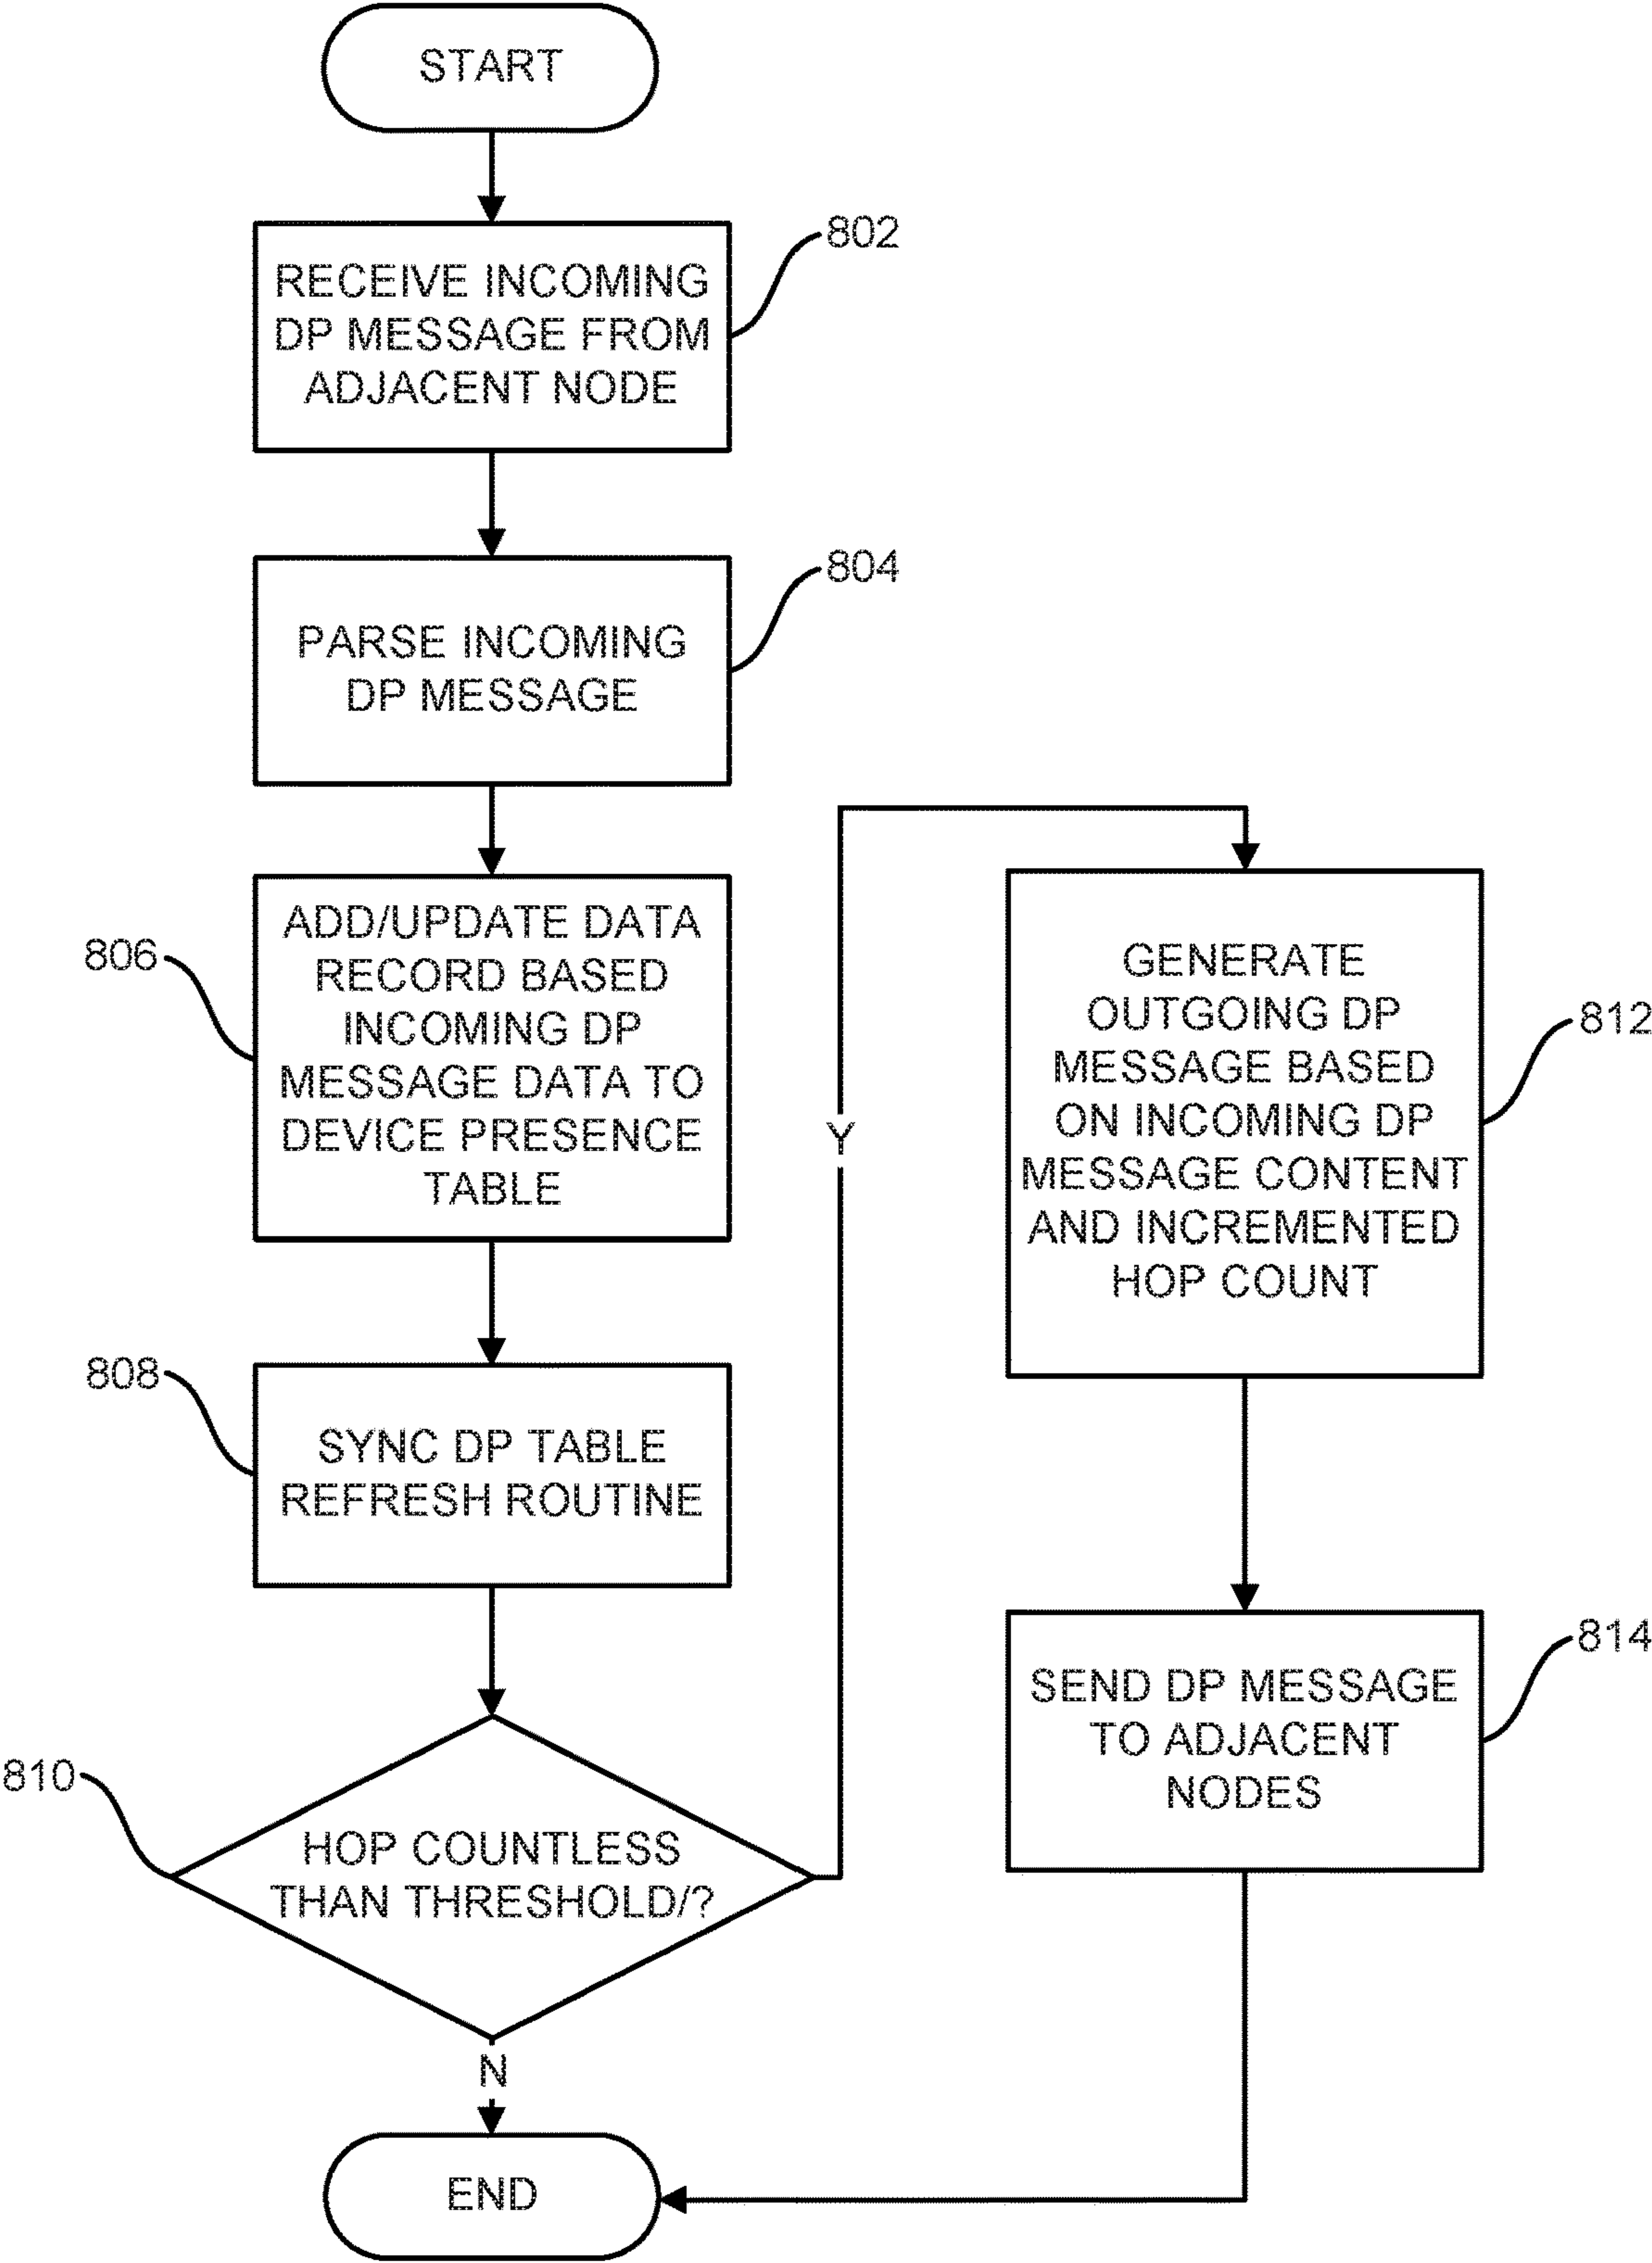 START
802
RECEIVE INCOMING
DP MESSAGE FROM
ADJACENT NODE
804
PARSE INCOMING
DP MESSAGE
806
ADD/UPDATE DATA
RECORD BASED
INCOMING DP
MESSAGE DATA TO
DEVICE PRESENCE
TABLE
808
SYNC DP TABLE
REFRESH ROUTINE
810
HOP COUNTLESS
THAN THRESHOLD/?
Y
N
812
GENERATE
OUTGOING DP
MESSAGE BASED
ON INCOMING DP
MESSAGE CONTENT
AND INCREMENTED
HOP COUNT
814
SEND DP MESSAGE
TO ADJACENT
NODES
END